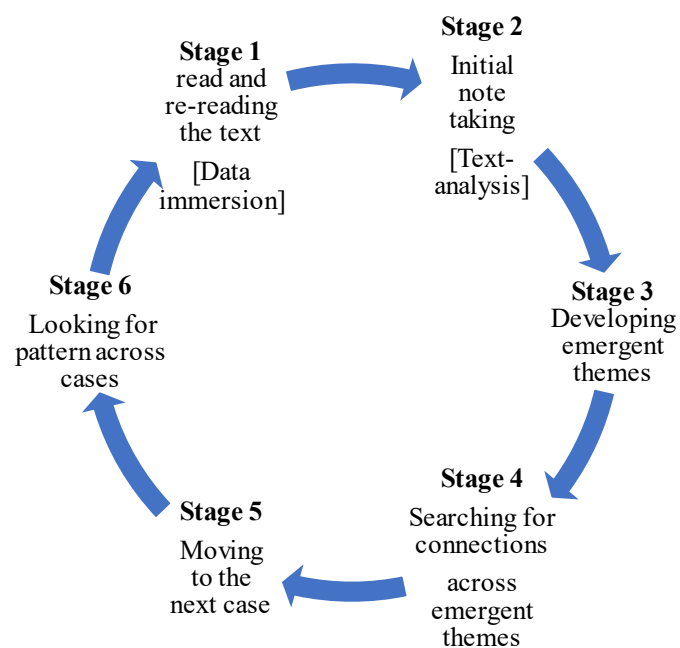 Stage 1
read and
re-reading
the text
[Data
immersion]
Stage 2
Initial
note
taking
[Text-
analysis]
Stage 3
Developing
emergent
themes
Stage 4
Searching for
connections
across
emergent
themes
Stage 5
Moving
to the
next case
Stage 6
Looking for
pattern across
cases